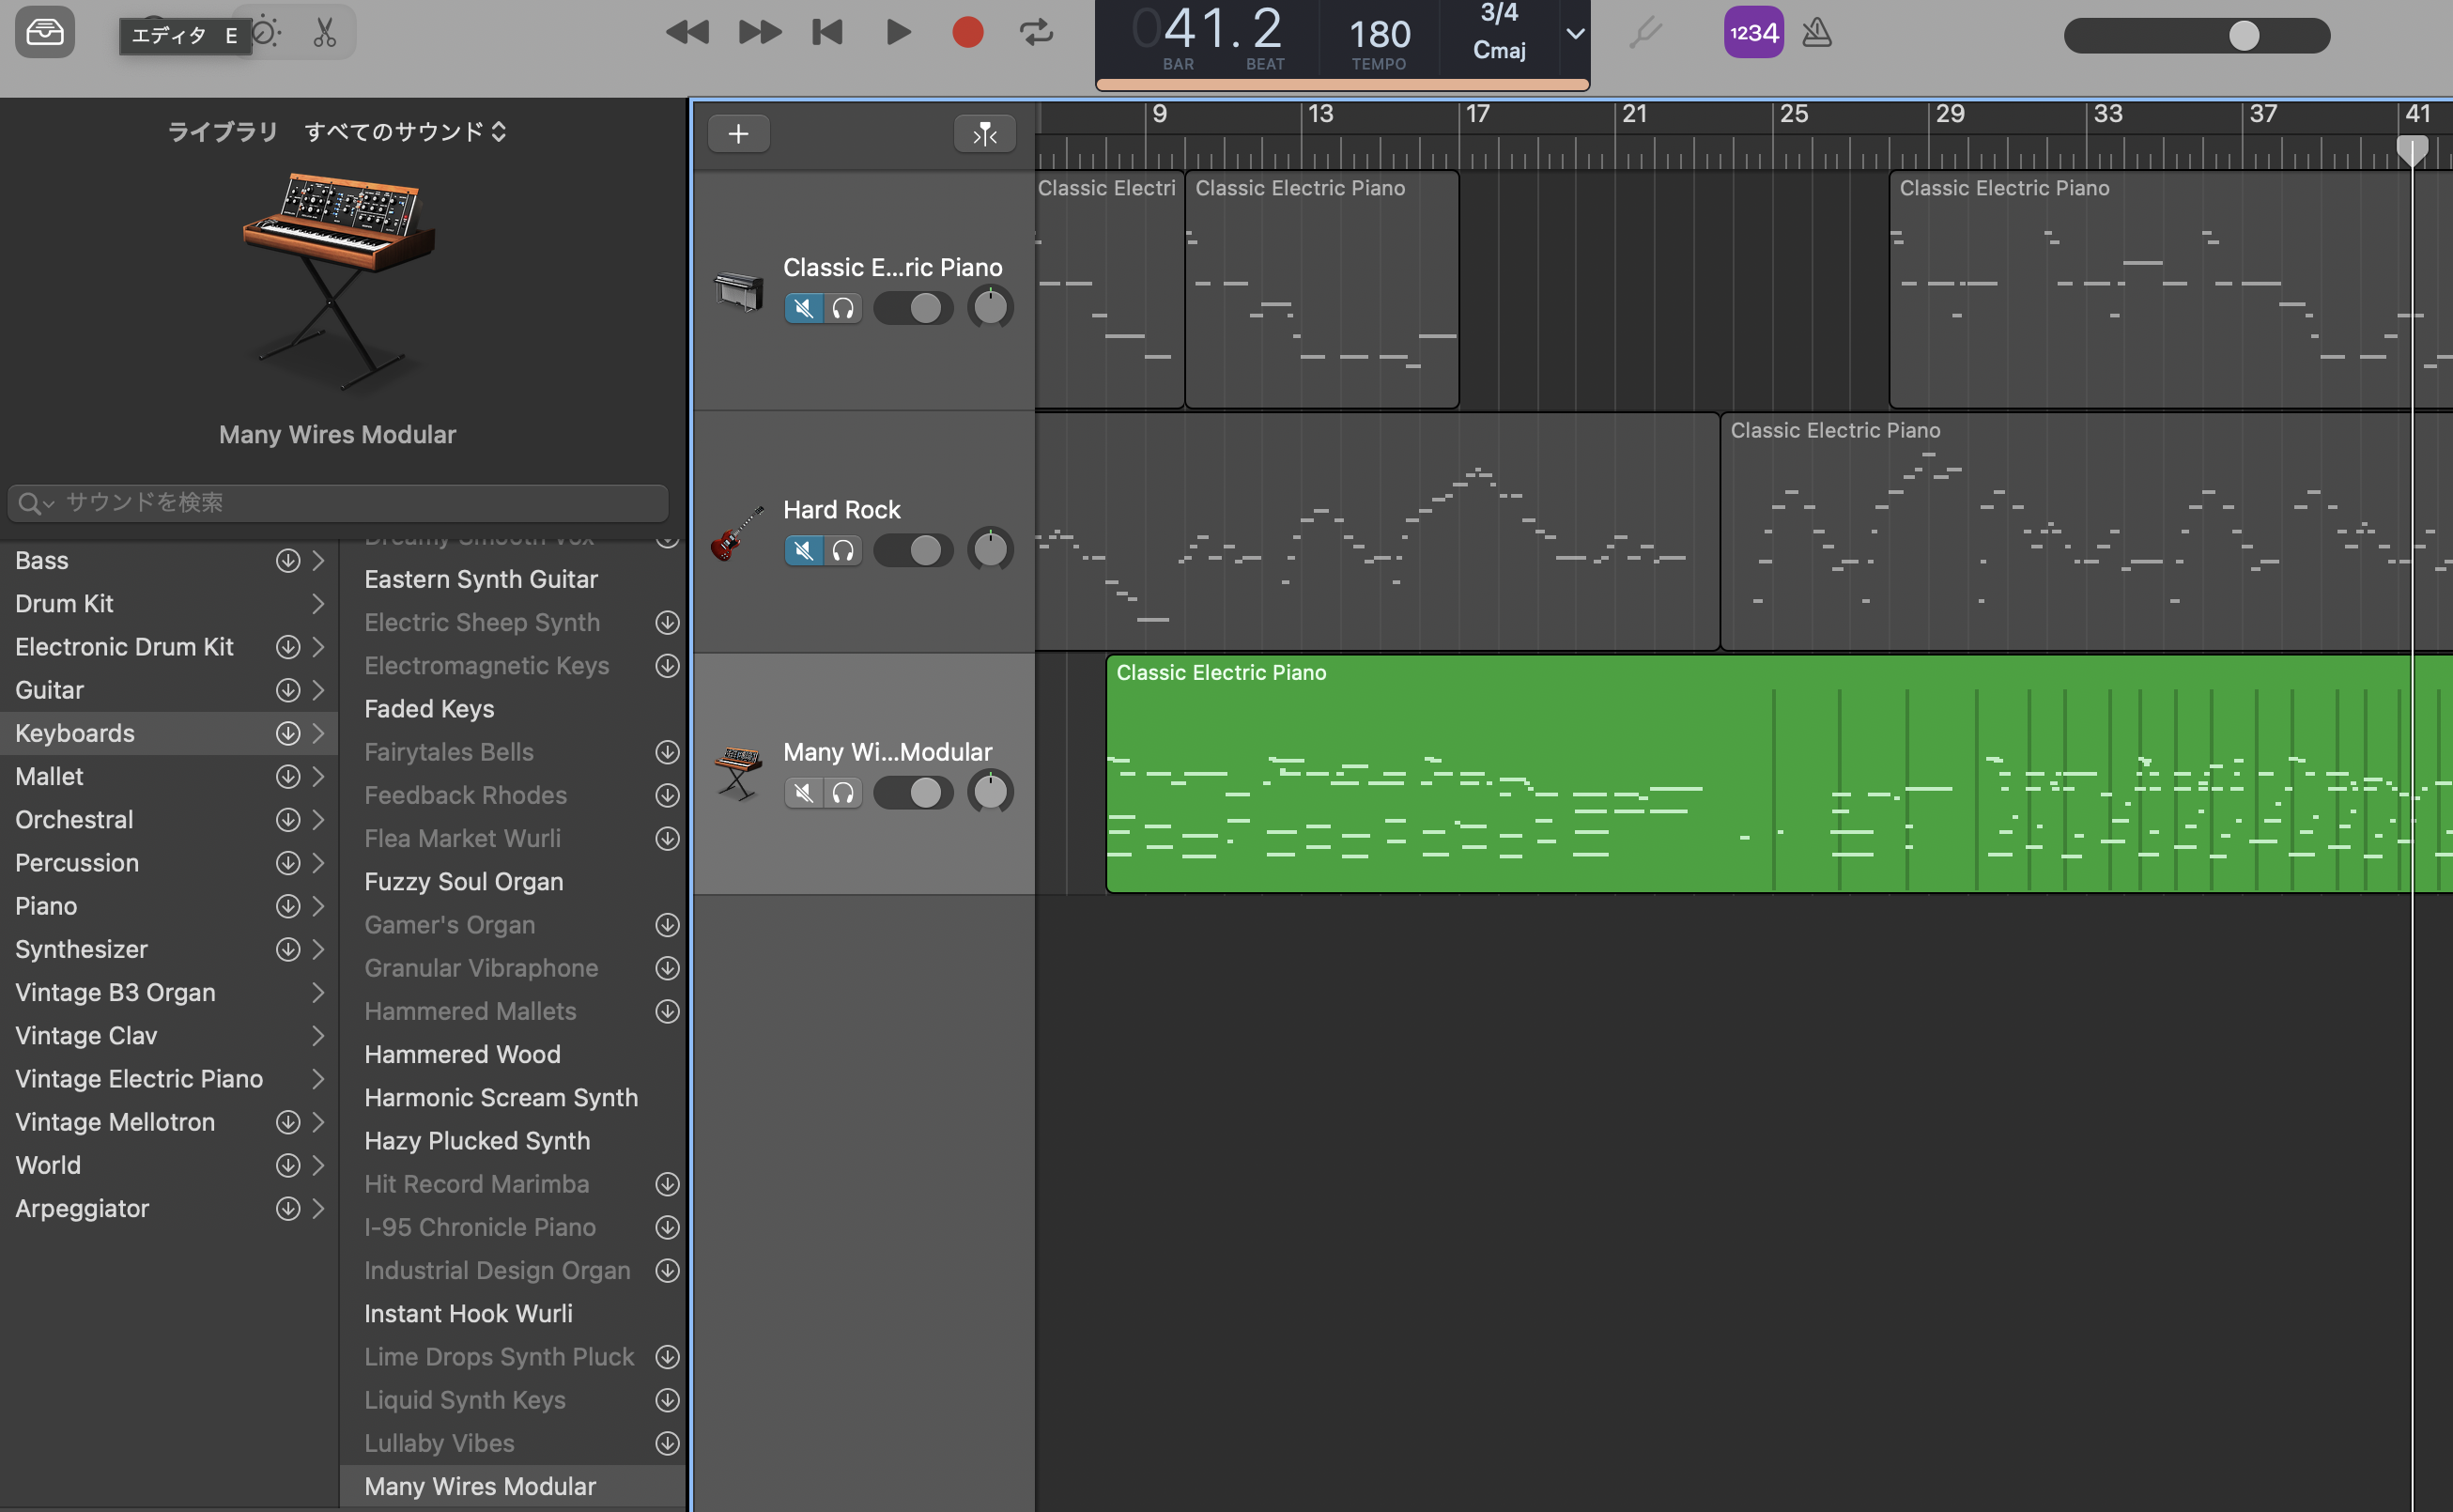 エディタ E
041.2
BAR BEAT
180
TEMPO
3/4
Cmaj
1234
ライブラリ すべてのサウンド
Many Wires Modular
サウンドを検索
Bass
Drum Kit
Electronic Drum Kit
Guitar
Keyboards
Mallet
Orchestral
Percussion
Piano
Synthesizer
Vintage B3 Organ
Vintage Clav
Vintage Electric Piano
Vintage Mellotron
World
Arpeggiator
Dreamy Smooth Vox
Eastern Synth Guitar
Electric Sheep Synth
Electromagnetic Keys
Faded Keys
Fairytales Bells
Feedback Rhodes
Flea Market Wurli
Fuzzy Soul Organ
Gamer's Organ
Granular Vibraphone
Hammered Mallets
Hammered Wood
Harmonic Scream Synth
Hazy Plucked Synth
Hit Record Marimba
I-95 Chronicle Piano
Industrial Design Organ
Instant Hook Wurli
Lime Drops Synth Pluck
Liquid Synth Keys
Lullaby Vibes
Many Wires Modular
9 13 17 21 25 29 33 37 41
Classic E...ric Piano
Classic Electri
Classic Electric Piano
Classic Electric Piano
Hard Rock
Classic Electric Piano
Many Wi...Modular
Classic Electric Piano